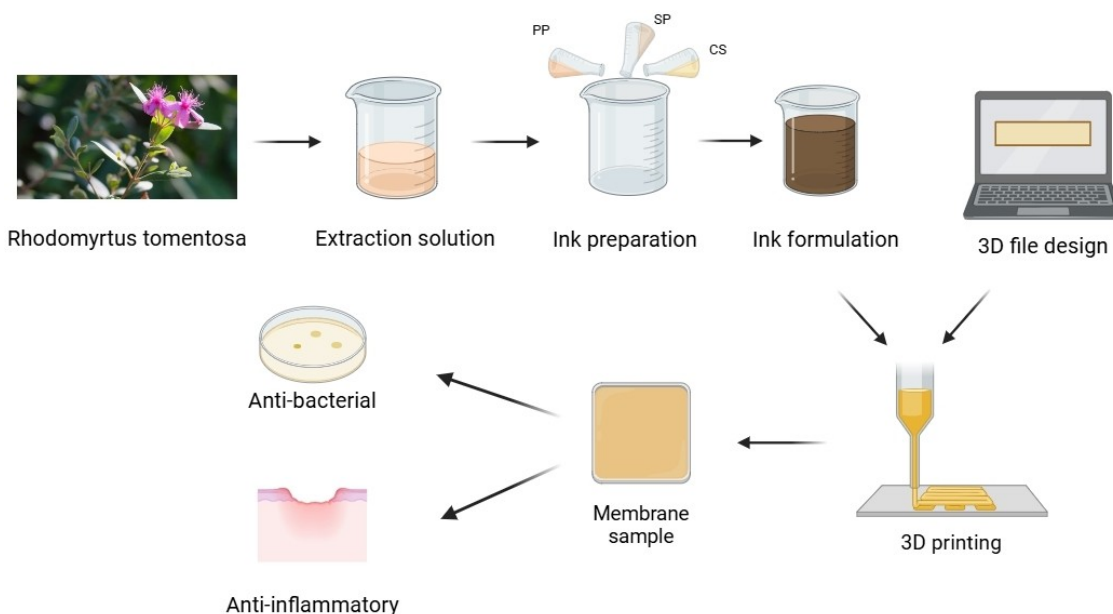 PP
SP
CS
Rhodomyrtus tomentosa
Extraction solution
Ink preparation
Ink formulation
3D file design
Anti-bacterial
Membrane
sample
3D printing
Anti-inflammatory